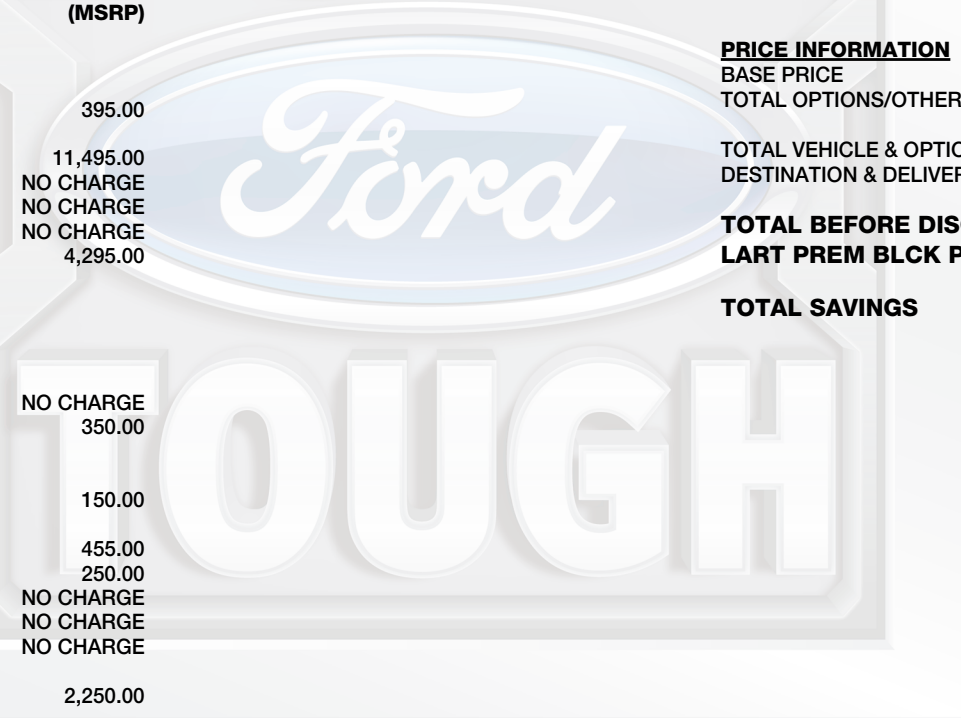 (MSRP)
395.00
11,495.00
NO CHARGE
NO CHARGE
NO CHARGE
4,295.00
NO CHARGE
350.00
150.00
455.00
250.00
NO CHARGE
NO CHARGE
NO CHARGE
2,250.00
PRICE INFORMATION
BASE PRICE
TOTAL OPTIONS/OTHER
TOTAL VEHICLE & OPTIO
DESTINATION & DELIVER
TOTAL BEFORE DIS
LART PREM BLCK P
TOTAL SAVINGS
Ford
TOUGH